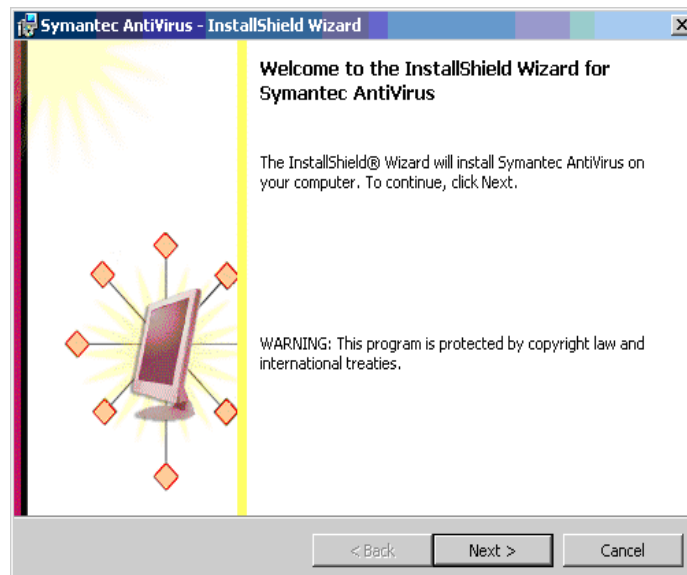 Symantec AntiVirus - InstallShield Wizard
Welcome to the InstallShield Wizard for
Symantec AntiVirus
The InstallShield® Wizard will install Symantec AntiVirus on
your computer. To continue, click Next.
WARNING: This program is protected by copyright law and
international treaties.
< Back
Next >
Cancel